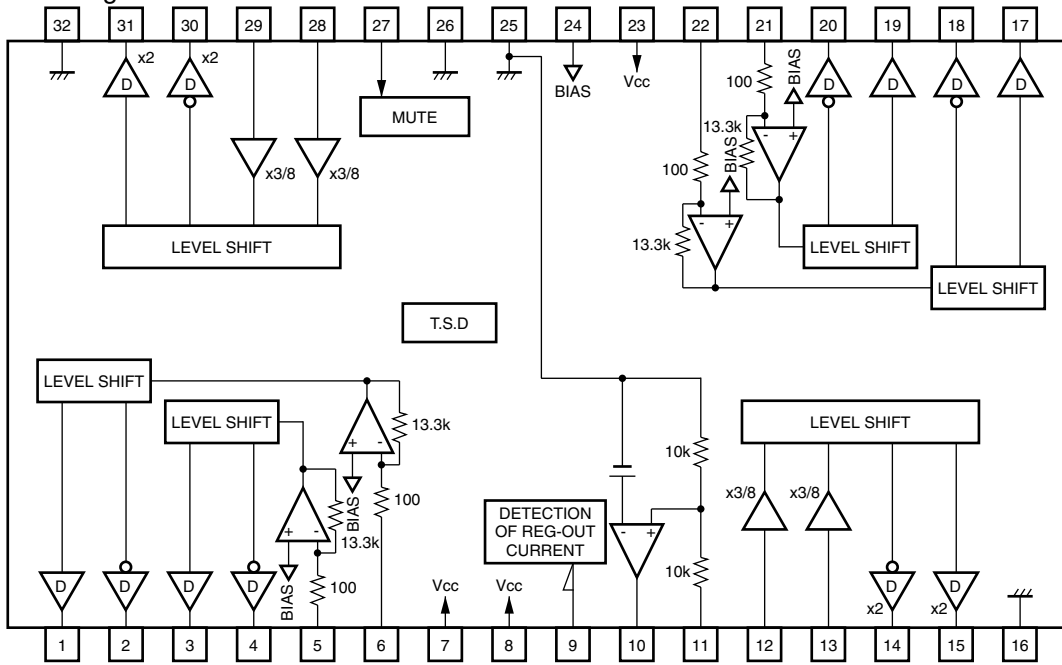 32 31 30 29 28 27 26 25 24 23 22 21 20 19 18 17
x2 x2
D D
BIAS
Vcc
100
BIAS
D D D D
MUTE
- +
13.3k
x3/8 x3/8
100
BIAS
- +
13.3k
LEVEL SHIFT
LEVEL SHIFT
LEVEL SHIFT
T.S.D
LEVEL SHIFT
LEVEL SHIFT
LEVEL SHIFT
13.3k
+ -
10k
100
BIAS
x3/8 x3/8
DETECTION
OF REG-OUT
CURRENT
- +
+ -
13.3k
10k
D D D D
BIAS
100
Vcc Vcc
D D
x2 x2
1 2 3 4 5 6 7 8 9 10 11 12 13 14 15 16